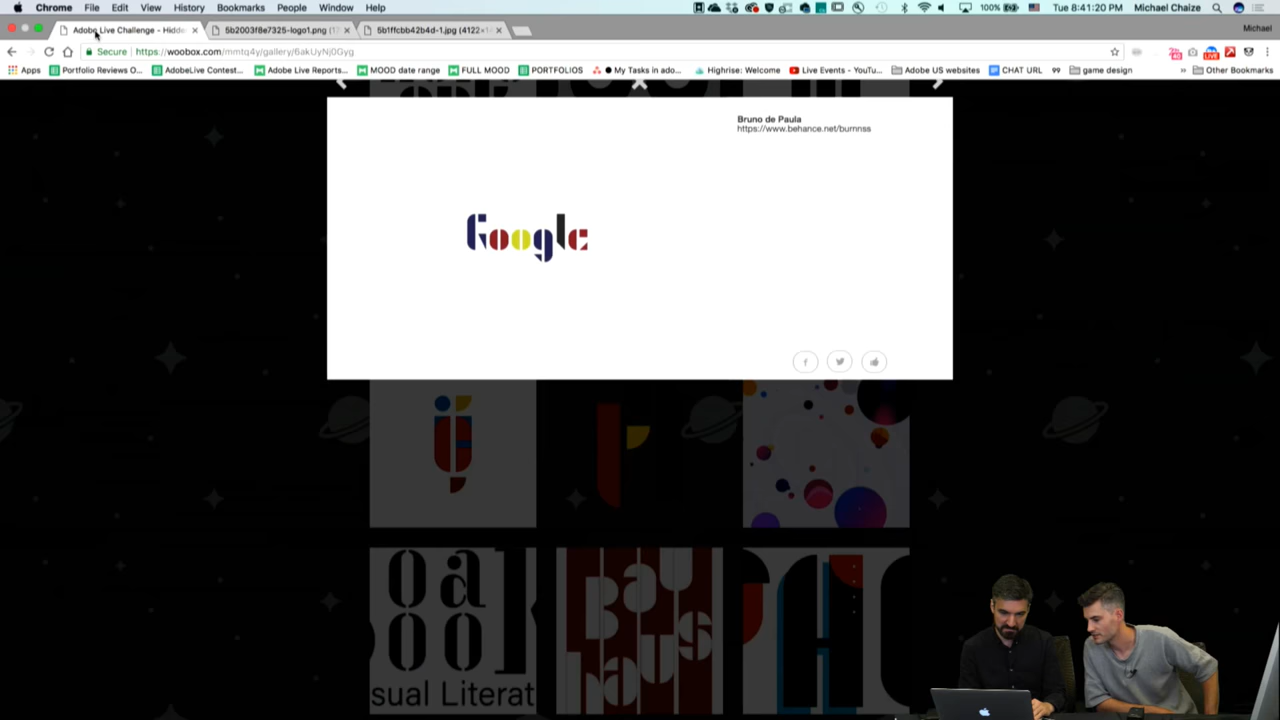 Chrome File Edit View History Bookmarks People Window Help 100% Tue 8:41:20 PM Michael Chaize
Adobe Live Challenge - Hidde 5b2003f8e7325-logo1.png (1 5b1ffcbb42b4d-1.jpg (4122× Michael
Secure https://woobox.com/mmtq4y/gallery/6akUyNj0Gyg
Apps Portfolio Reviews O... AdobeLive Contest... Adobe Live Reports... MOOD date range FULL MOOD PORTFOLIOS My Tasks in ado... Highrise: Welcome Live Events - YouTu... Adobe US websites CHAT URL 99 game design » Other Bookmarks
Bruno de Paula
https://www.behance.net/burnnss
Google
Bauhaus
sual Literat